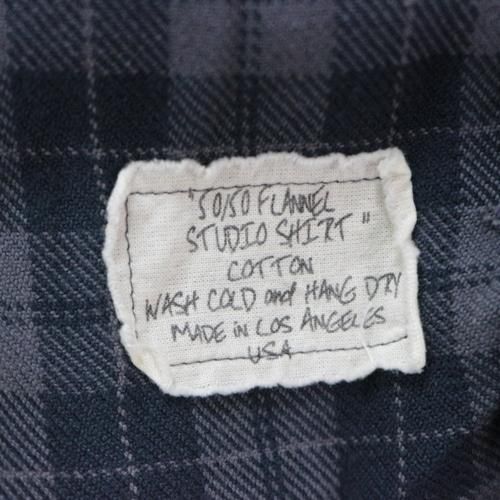 "50/50 FLANNEL
STUDIO SHIRT"
COTTON
WASH COLD and HANG DRY
MADE in LOS ANGELES
USA